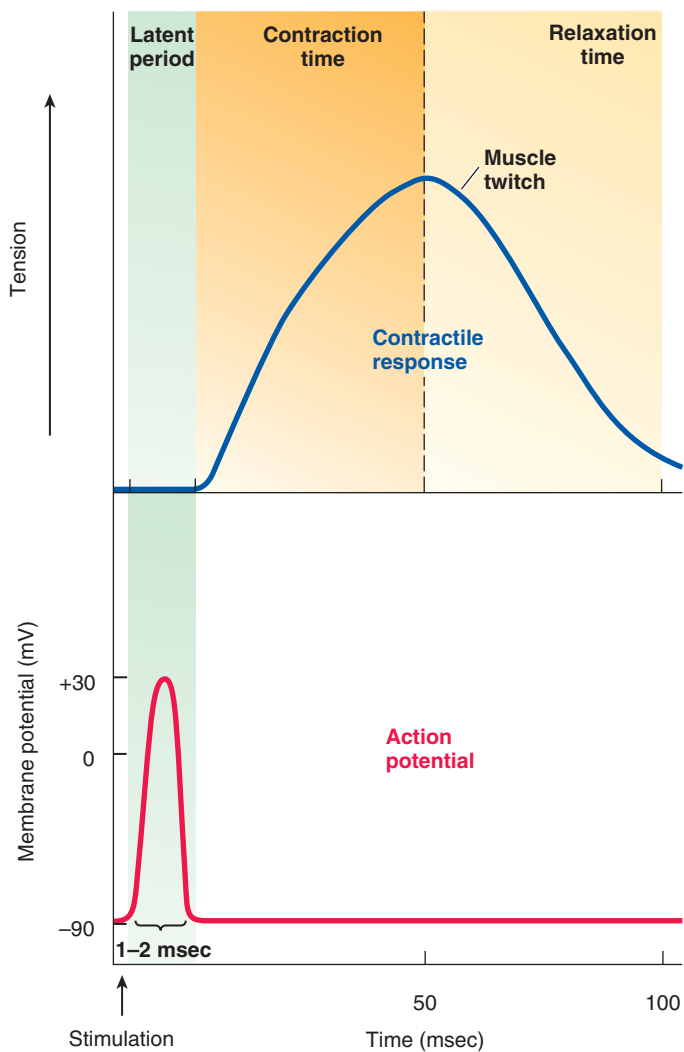 Latent
period
Contraction
time
Relaxation
time
Tension
Muscle
twitch
Contractile
response
Membrane potential (mV)
+30
0
–90
Action
potential
1–2 msec
50
100
Stimulation
Time (msec)